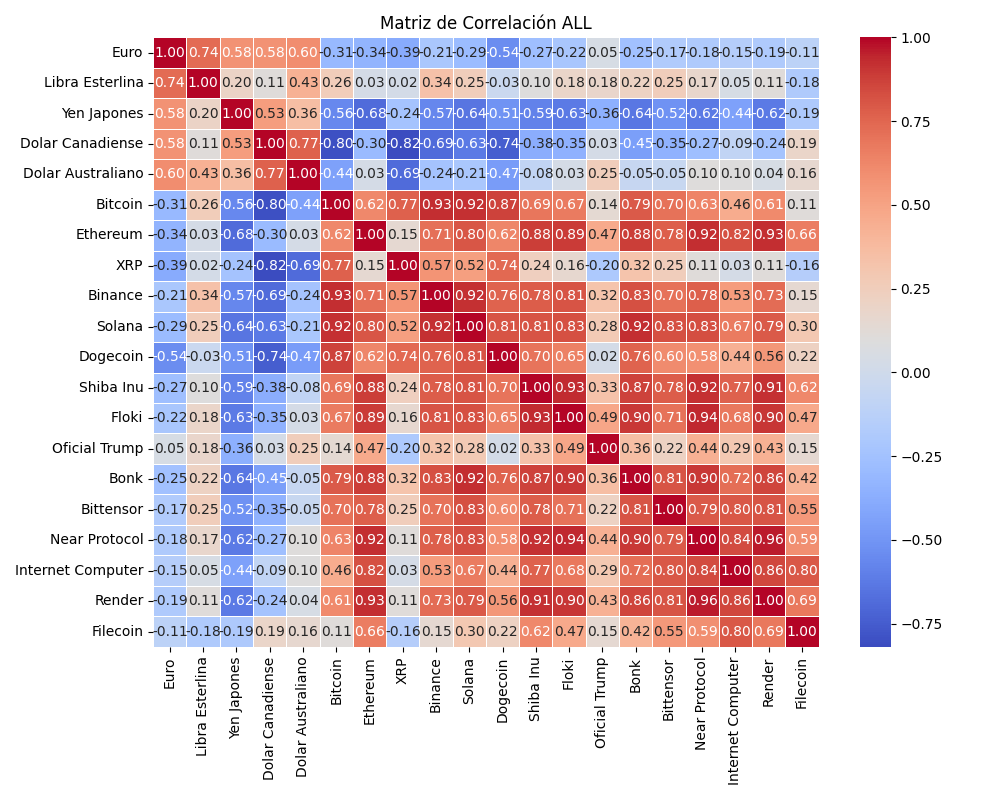 Matriz de Correlación ALL
Euro 1.00 0.74 0.58 0.58 0.60 -0.31 -0.34 -0.39 -0.21 -0.29 -0.54 -0.27 -0.22 0.05 -0.25 -0.17 -0.18 -0.15 -0.19 -0.11
Libra Esterlina 0.74 1.00 0.20 0.11 0.43 0.26 0.03 0.02 0.34 0.25 -0.03 0.10 0.18 0.18 0.22 0.25 0.17 0.05 0.11 -0.18
Yen Japones 0.58 0.20 1.00 0.53 0.36 -0.56 -0.68 -0.24 -0.57 -0.64 -0.51 -0.59 -0.63 -0.36 -0.64 -0.52 -0.62 -0.44 -0.62 -0.19
Dolar Canadiense 0.58 0.11 0.53 1.00 0.77 -0.80 -0.30 -0.82 -0.69 -0.63 -0.74 -0.38 -0.35 0.03 -0.45 -0.35 -0.27 -0.09 -0.24 0.19
Dolar Australiano 0.60 0.43 0.36 0.77 1.00 -0.44 0.03 -0.69 -0.24 -0.21 -0.47 -0.08 0.03 0.25 -0.05 -0.05 0.10 0.10 0.04 0.16
Bitcoin -0.31 0.26 -0.56 -0.80 -0.44 1.00 0.62 0.77 0.93 0.92 0.87 0.69 0.67 0.14 0.79 0.70 0.63 0.46 0.61 0.11
Ethereum -0.34 0.03 -0.68 -0.30 0.03 0.62 1.00 0.15 0.71 0.80 0.62 0.88 0.89 0.47 0.88 0.78 0.92 0.82 0.93 0.66
XRP -0.39 0.02 -0.24 -0.82 -0.69 0.77 0.15 1.00 0.57 0.52 0.74 0.24 0.16 -0.20 0.32 0.25 0.11 0.03 0.11 -0.16
Binance -0.21 0.34 -0.57 -0.69 -0.24 0.93 0.71 0.57 1.00 0.92 0.76 0.78 0.81 0.32 0.83 0.70 0.78 0.53 0.73 0.15
Solana -0.29 0.25 -0.64 -0.63 -0.21 0.92 0.80 0.52 0.92 1.00 0.81 0.81 0.83 0.28 0.92 0.83 0.83 0.67 0.79 0.30
Dogecoin -0.54 -0.03 -0.51 -0.74 -0.47 0.87 0.62 0.74 0.76 0.81 1.00 0.70 0.65 0.02 0.76 0.60 0.58 0.44 0.56 0.22
Shiba Inu -0.27 0.10 -0.59 -0.38 -0.08 0.69 0.88 0.24 0.78 0.81 0.70 1.00 0.93 0.33 0.87 0.78 0.92 0.77 0.91 0.62
Floki -0.22 0.18 -0.63 -0.35 0.03 0.67 0.89 0.16 0.81 0.83 0.65 0.93 1.00 0.49 0.90 0.71 0.94 0.68 0.90 0.47
Oficial Trump 0.05 0.18 -0.36 0.03 0.25 0.14 0.47 -0.20 0.32 0.28 0.02 0.33 0.49 1.00 0.36 0.22 0.44 0.29 0.43 0.15
Bonk -0.25 0.22 -0.64 -0.45 -0.05 0.79 0.88 0.32 0.83 0.92 0.76 0.87 0.90 0.36 1.00 0.81 0.90 0.72 0.86 0.42
Bittensor -0.17 0.25 -0.52 -0.35 -0.05 0.70 0.78 0.25 0.70 0.83 0.60 0.78 0.71 0.22 0.81 1.00 0.79 0.80 0.81 0.55
Near Protocol -0.18 0.17 -0.62 -0.27 0.10 0.63 0.92 0.11 0.78 0.83 0.58 0.92 0.94 0.44 0.90 0.79 1.00 0.84 0.96 0.59
Internet Computer -0.15 0.05 -0.44 -0.09 0.10 0.46 0.82 0.03 0.53 0.67 0.44 0.77 0.68 0.29 0.72 0.80 0.84 1.00 0.86 0.80
Render -0.19 0.11 -0.62 -0.24 0.04 0.61 0.93 0.11 0.73 0.79 0.56 0.91 0.90 0.43 0.86 0.81 0.96 0.86 1.00 0.69
Filecoin -0.11 -0.18 -0.19 0.19 0.16 0.11 0.66 -0.16 0.15 0.30 0.22 0.62 0.47 0.15 0.42 0.55 0.59 0.80 0.69 1.00
Euro
Libra Esterlina
Yen Japones
Dolar Canadiense
Dolar Australiano
Bitcoin
Ethereum
XRP
Binance
Solana
Dogecoin
Shiba Inu
Floki
Oficial Trump
Bonk
Bittensor
Near Protocol
Internet Computer
Render
Filecoin
1.00
0.75
0.50
0.25
0.00
−0.25
−0.50
−0.75